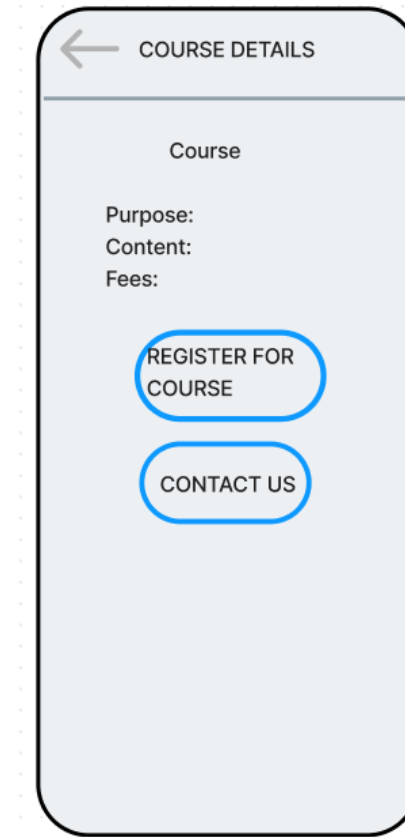 COURSE DETAILS
Course
Purpose:
Content:
Fees:
REGISTER FOR
COURSE
CONTACT US